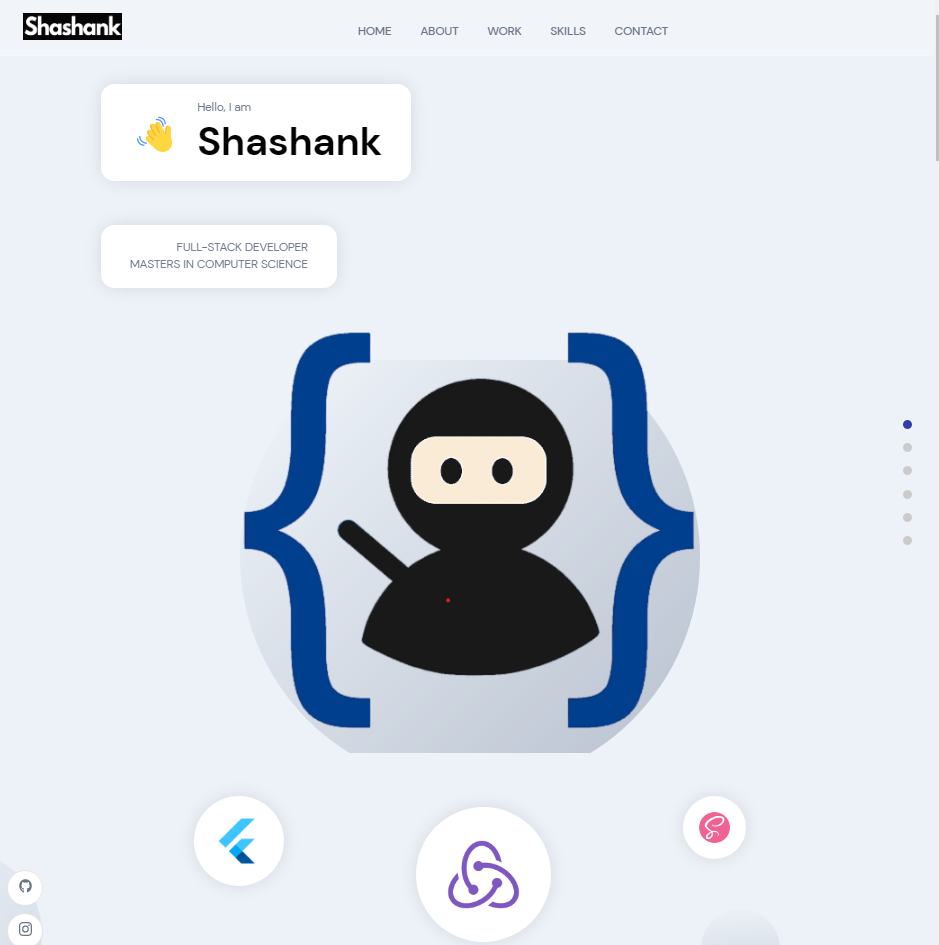 Shashank
HOME ABOUT WORK SKILLS CONTACT
Hello, I am
Shashank
FULL-STACK DEVELOPER
MASTERS IN COMPUTER SCIENCE